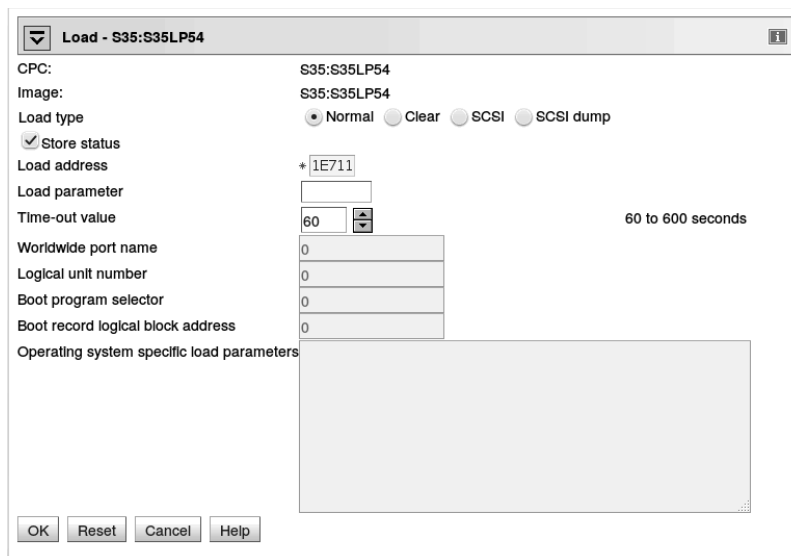 Load - S35:S35LP54 i
CPC: S35:S35LP54
Image: S35:S35LP54
Load type Normal Clear SCSI SCSI dump
Store status
Load address * 1E711
Load parameter
Time-out value 60 60 to 600 seconds
Worldwide port name 0
Logical unit number 0
Boot program selector 0
Boot record logical block address 0
Operating system specific load parameters
OK Reset Cancel Help